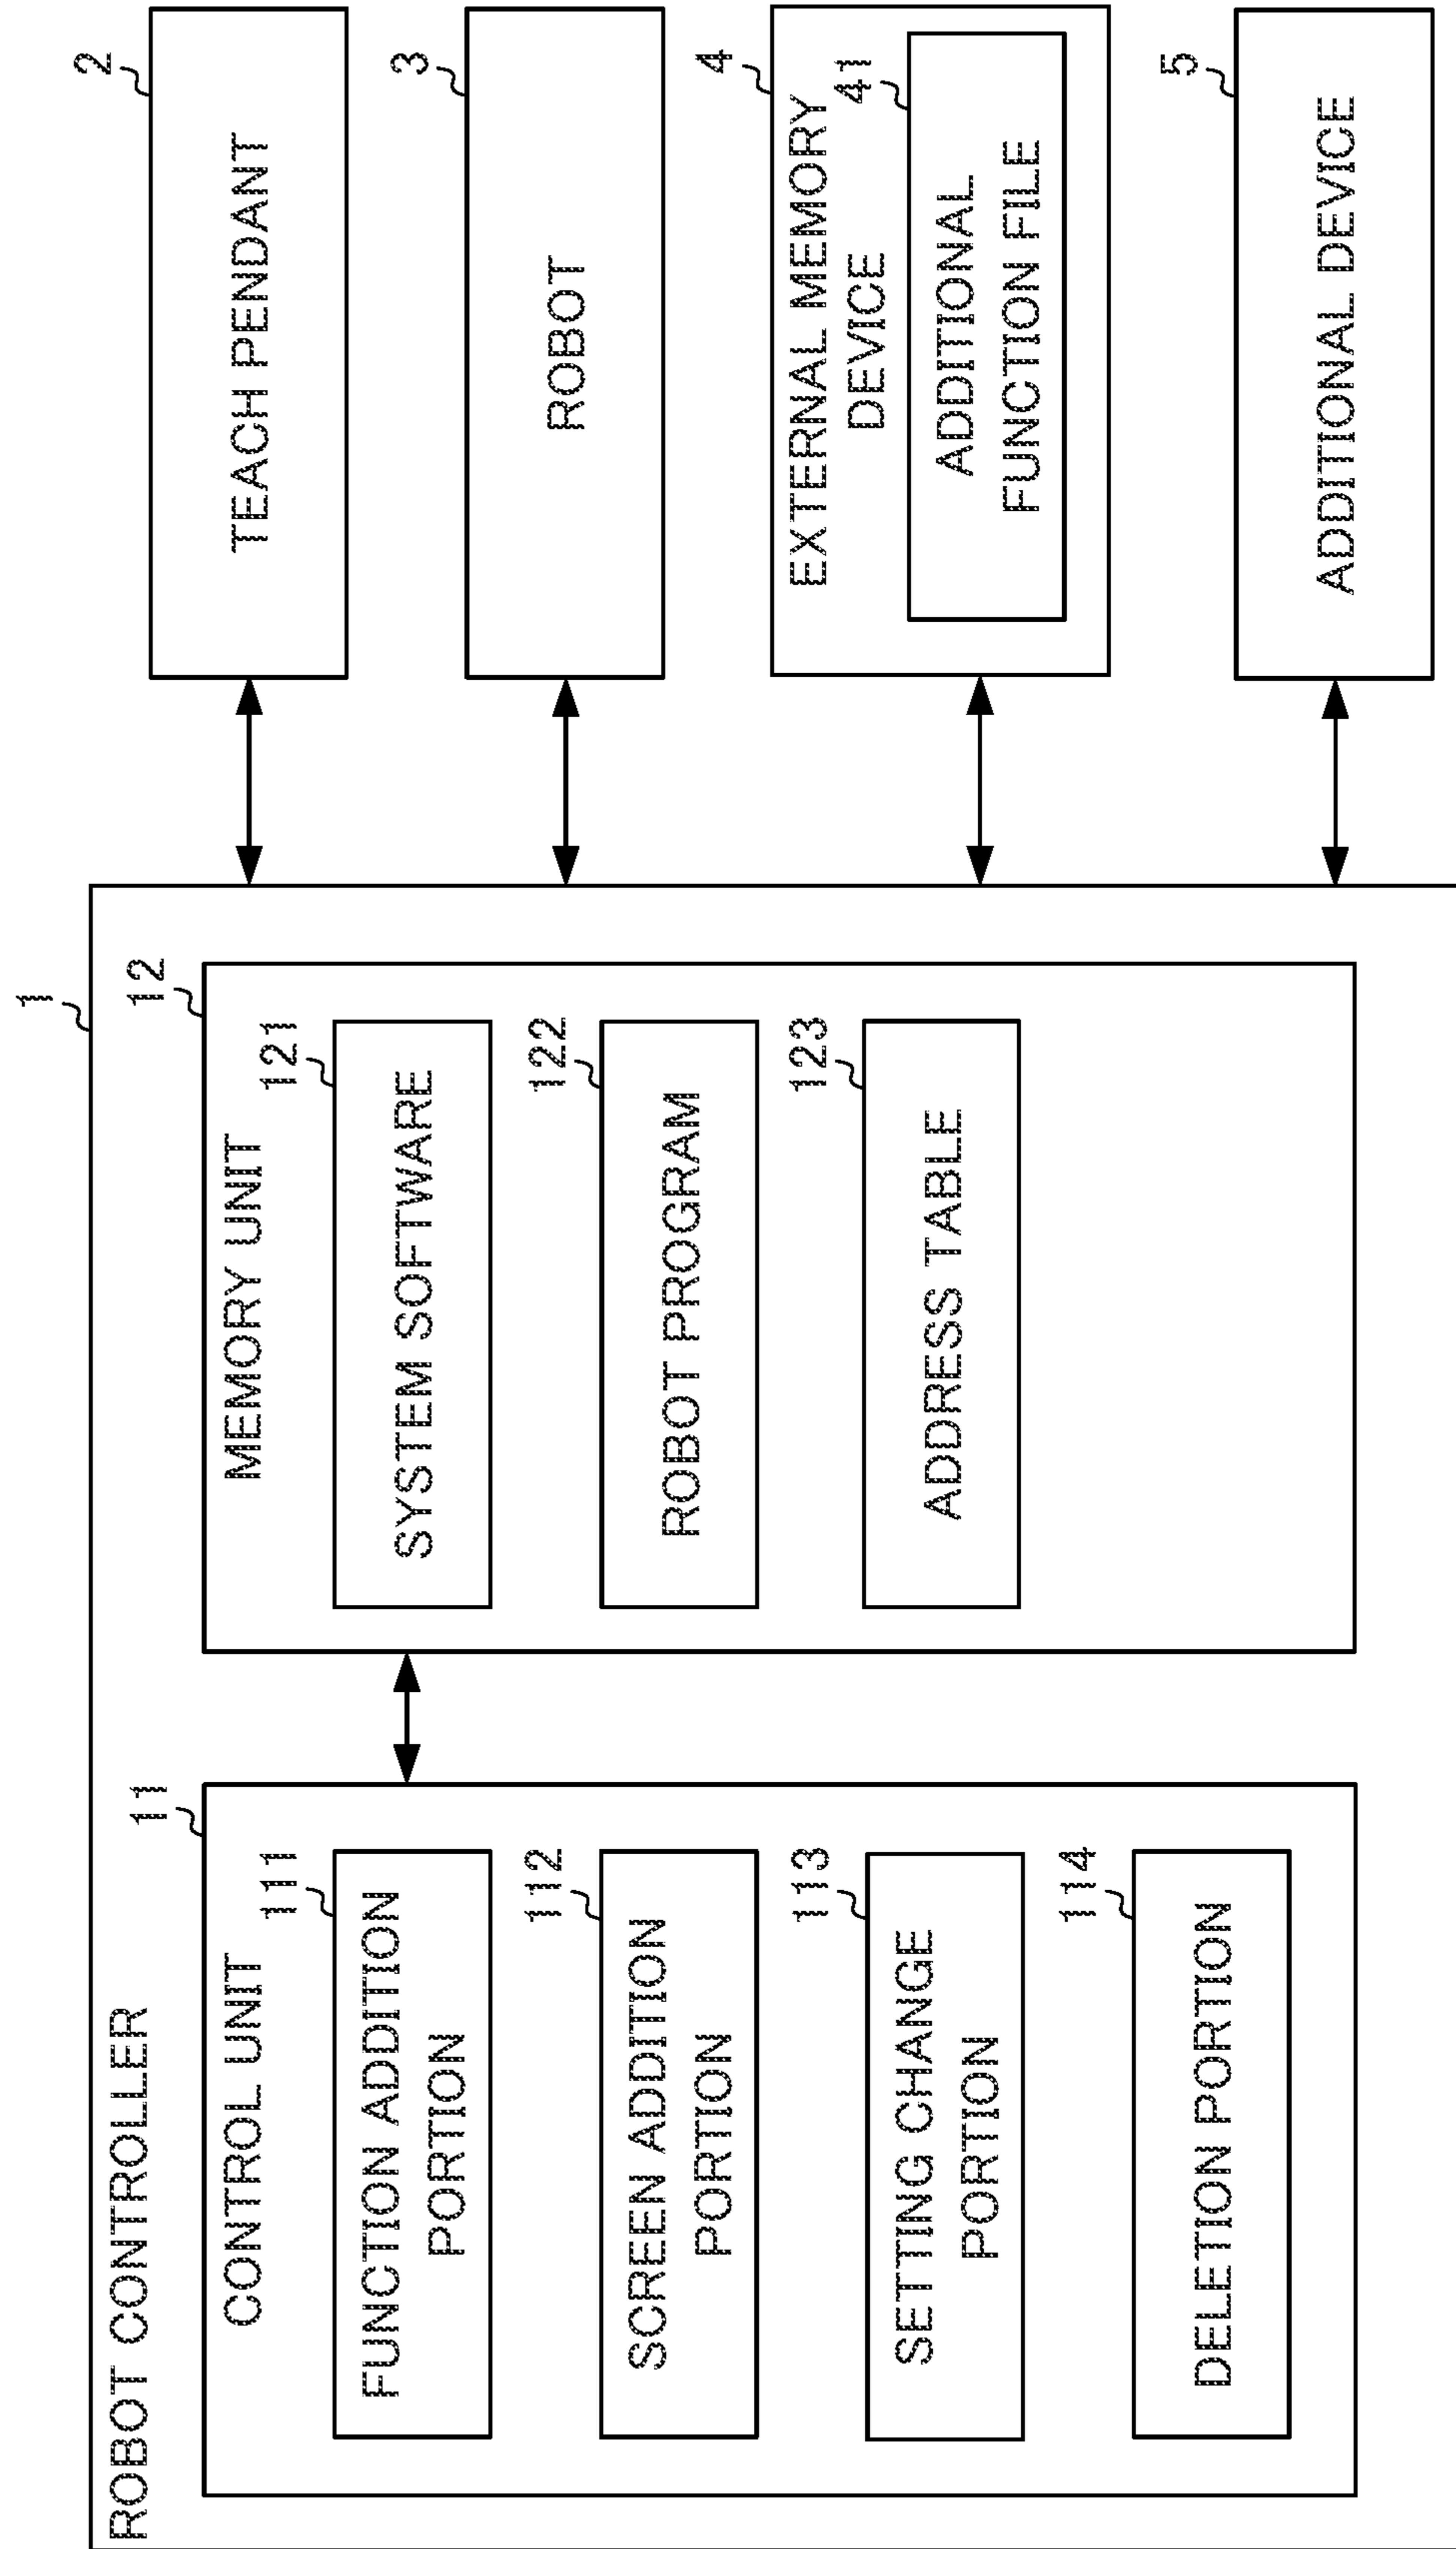 1
ROBOT CONTROLLER
11
CONTROL UNIT
111
FUNCTION ADDITION
PORTION
112
SCREEN ADDITION
PORTION
113
SETTING CHANGE
PORTION
114
DELETION PORTION
12
MEMORY UNIT
121
SYSTEM SOFTWARE
122
ROBOT PROGRAM
123
ADDRESS TABLE
2
TEACH PENDANT
3
ROBOT
4
EXTERNAL MEMORY
DEVICE
41
ADDITIONAL
FUNCTION FILE
5
ADDITIONAL DEVICE